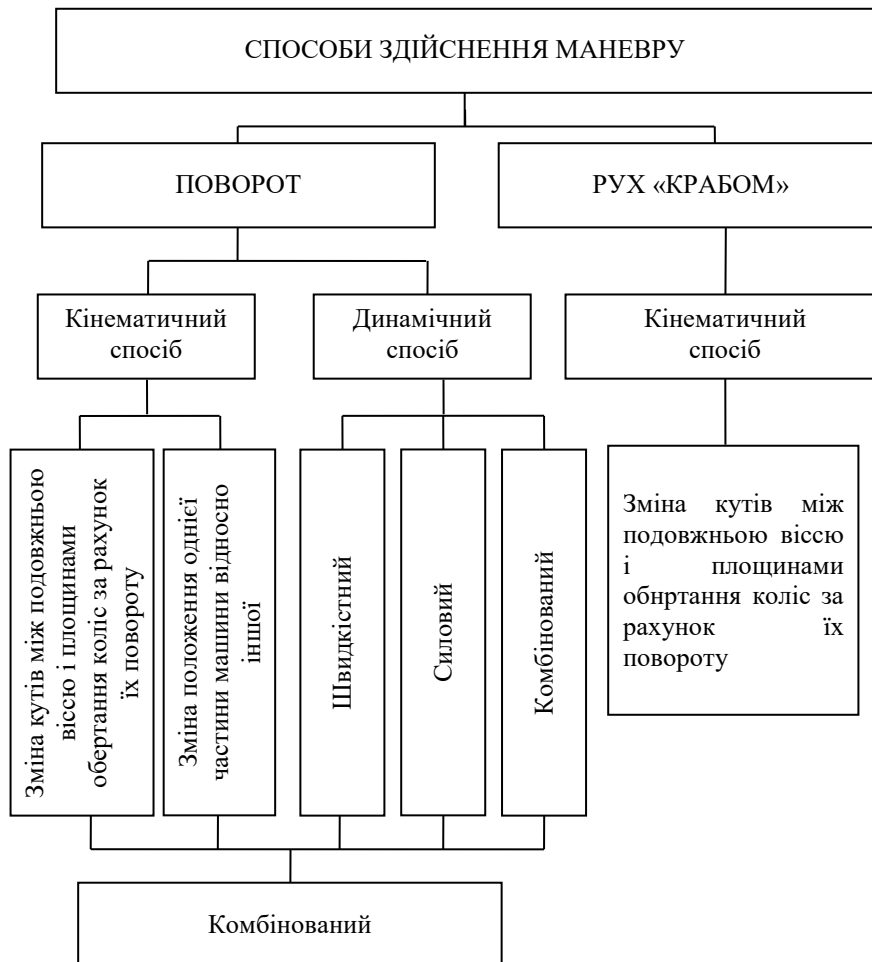 СПОСОБИ ЗДІЙСНЕННЯ МАНЕВРУ
ПОВОРОТ
РУХ «КРАБОМ»
Кінематичний
спосіб
Динамічний
спосіб
Кінематичний
спосіб
Зміна кутів між подовжньою
віссю і площинами
обертання коліс за рахунок
їх повороту
Зміна положення однієї
частини машини відносно
іншої
Швидкістний
Силовий
Комбінований
Зміна кутів між
подовжньою віссю
і площинами
обнртання коліс за
рахунок їх
повороту
Комбінований